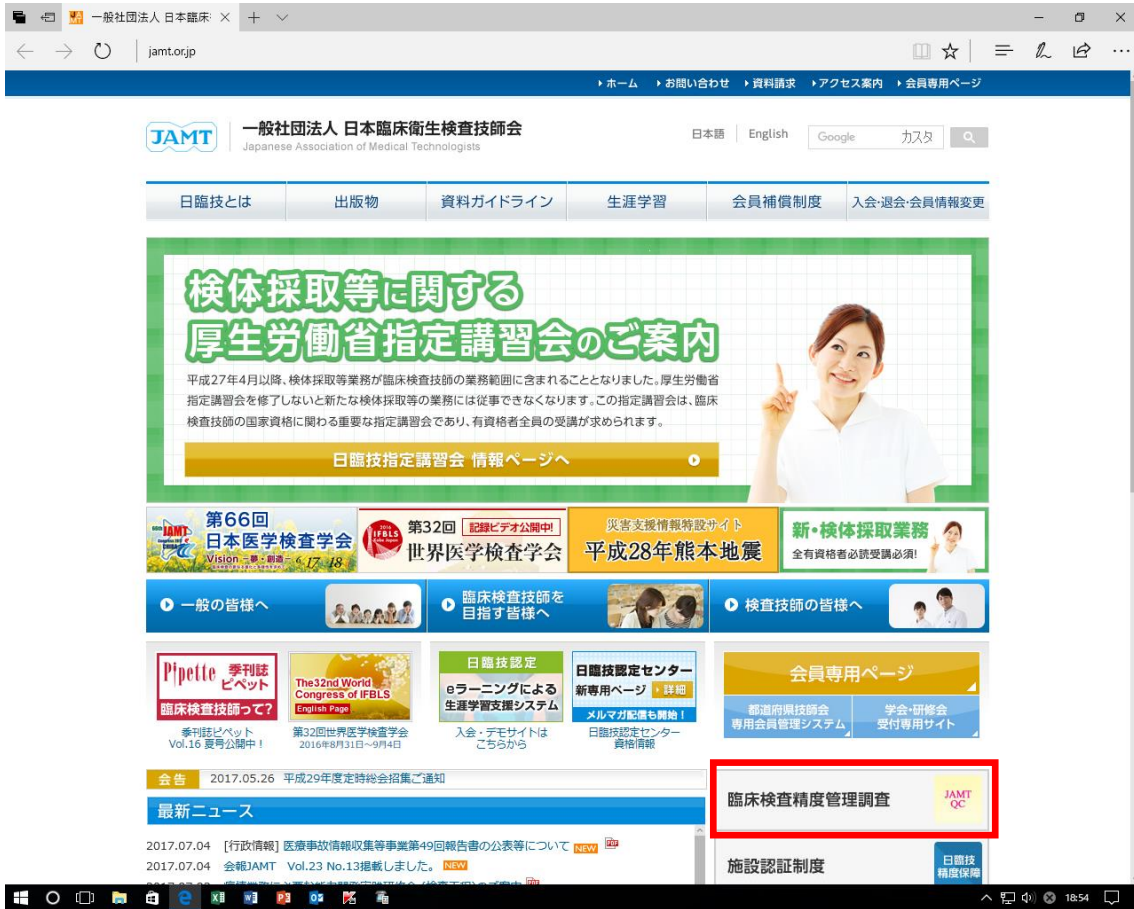 一般社団法人 日本臨床
jamt.or.jp
ホーム お問い合わせ 資料請求 アクセス案内 会員専用ページ
JAMT 一般社団法人 日本臨床衛生検査技師会
Japanese Association of Medical Technologists
日本語 English Google カスタ
日臨技とは 出版物 資料ガイドライン 生涯学習 会員補償制度 入会・退会・会員情報変更
検体採取等に関する
厚生労働省指定講習会のご案内
平成27年4月以降、検体採取等業務が臨床検査技師の業務範囲に含まれることとなりました。厚生労働省
指定講習会を修了しないと新たな検体採取等の業務には従事できなくなります。この指定講習会は、臨床
検査技師の国家資格に関わる重要な指定講習会であり、有資格者全員の受講が求められます。
日臨技指定講習会 情報ページへ
JAMT
第66回
日本医学検査学会
Vision -夢・創造- 6.17-18
2016
IFBLS
第32回 記録ビデオ公開中!
世界医学検査学会
災害支援情報特設サイト
平成28年熊本地震
新・検体採取業務
全有資格者必読受講必須!
一般の皆様へ
臨床検査技師を
目指す皆様へ
検査技師の皆様へ
Pipette 季刊誌
ピペット
臨床検査技師って?
季刊誌ピペット
Vol.16 夏号公開中!
The32nd World
Congress of IFBLS
English Page
第32回世界医学検査学会
2016年8月31日~9月4日
日臨技認定
eラーニングによる
生涯学習支援システム
入会・デモサイトは
こちらから
日臨技認定センター
新専用ページ 詳細
メルマガ配信も開始!
日臨技認定センター
資格情報
会員専用ページ
都道府県技師会
専用会員管理システム
学会・研修会
受付専用サイト
会告 2017.05.26 平成29年度定時総会招集ご通知
臨床検査精度管理調査 JAMT
QC
最新ニュース
2017.07.04 [行政情報] 医療事故情報収集等事業第49回報告書の公表等について NEW PDF
2017.07.04 会報JAMT Vol.23 No.13掲載しました。 NEW
施設認証制度 日臨技
精度保障
18:54